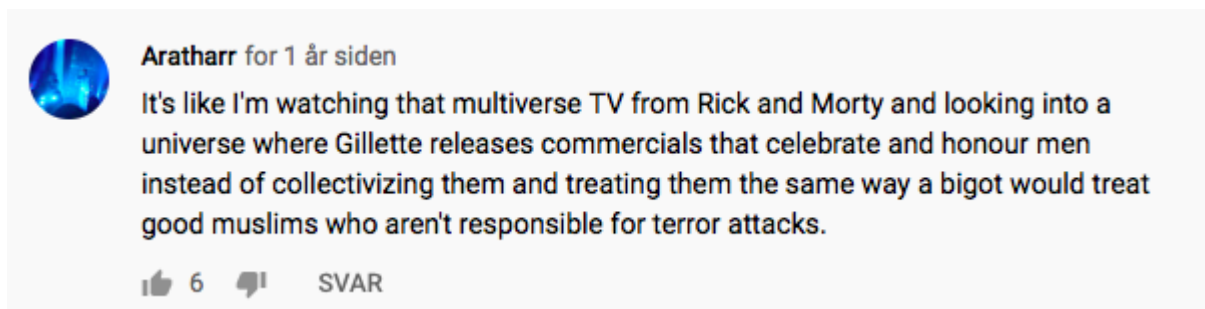 Aratharr for 1 år siden
It's like I'm watching that multiverse TV from Rick and Morty and looking into a
universe where Gillette releases commercials that celebrate and honour men
instead of collectivizing them and treating them the same way a bigot would treat
good muslims who aren't responsible for terror attacks.
6 SVAR